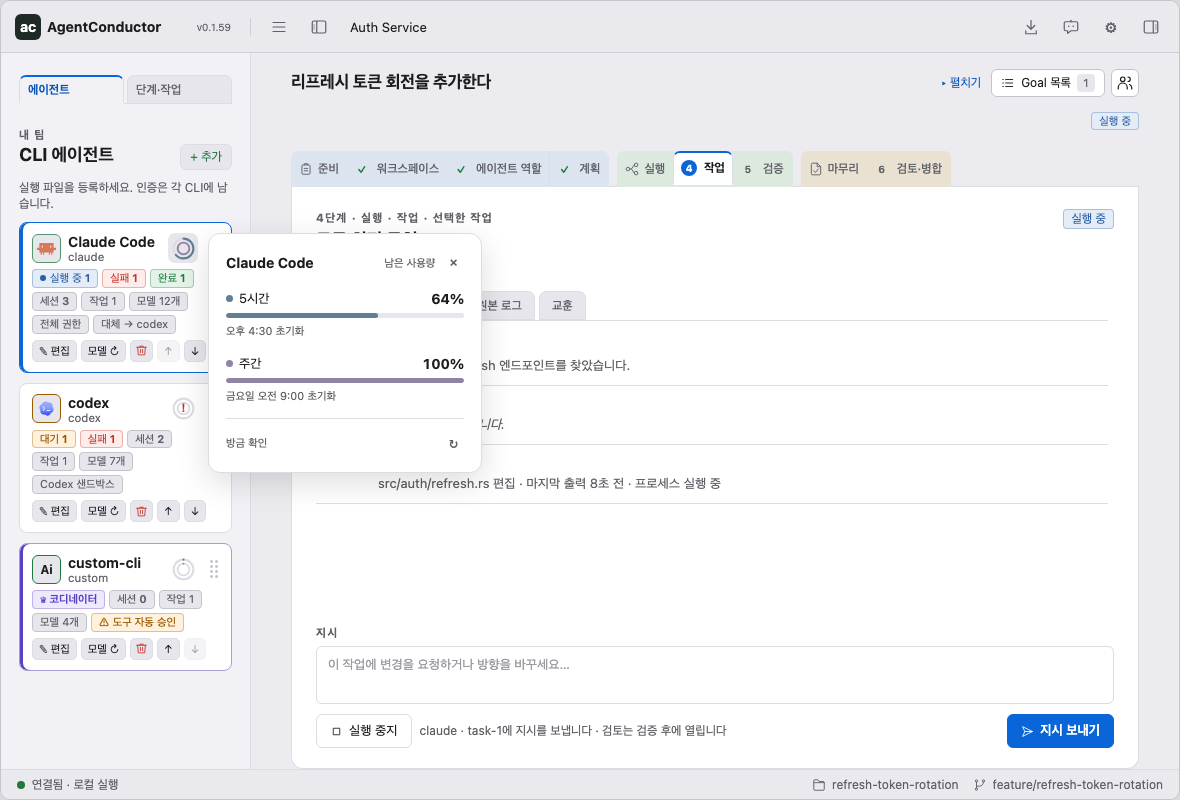 ac AgentConductor v0.1.59 Auth Service
에이전트 단계·작업
내 팀
CLI 에이전트
+ 추가
실행 파일을 등록하세요. 인증은 각 CLI에 남
습니다.
Claude Code
claude
실행 중 1 실패 1 완료 1
세션 3 작업 1 모델 12개
전체 권한 대체 → codex
✎ 편집 모델 ↻ ↑ ↓
codex
codex
대기 1 실패 1 세션 2
작업 1 모델 7개
Codex 샌드박스
✎ 편집 모델 ↻ ↑ ↓
Ai custom-cli
custom
코디네이터 세션 0 작업 1
모델 4개 ⚠ 도구 자동 승인
✎ 편집 모델 ↻ ↑ ↓
리프레시 토큰 회전을 추가한다
▸ 펼치기 Goal 목록 1
실행 중
준비 ✓ 워크스페이스 ✓ 에이전트 역할 ✓ 계획 실행 4 작업 5 검증 마무리 6 검토·병합
4단계 · 실행 · 작업 · 선택한 작업
실행 중
Claude Code 남은 사용량 ×
5시간 64%
오후 4:30 초기화
주간 100%
금요일 오전 9:00 초기화
방금 확인 ↻
로그 교훈
sh 엔드포인트를 찾았습니다.
니다.
src/auth/refresh.rs 편집 · 마지막 출력 8초 전 · 프로세스 실행 중
지시
이 작업에 변경을 요청하거나 방향을 바꾸세요...
실행 중지 claude · task-1에 지시를 보냅니다 · 검토는 검증 후에 열립니다 지시 보내기
연결됨 · 로컬 실행 refresh-token-rotation feature/refresh-token-rotation